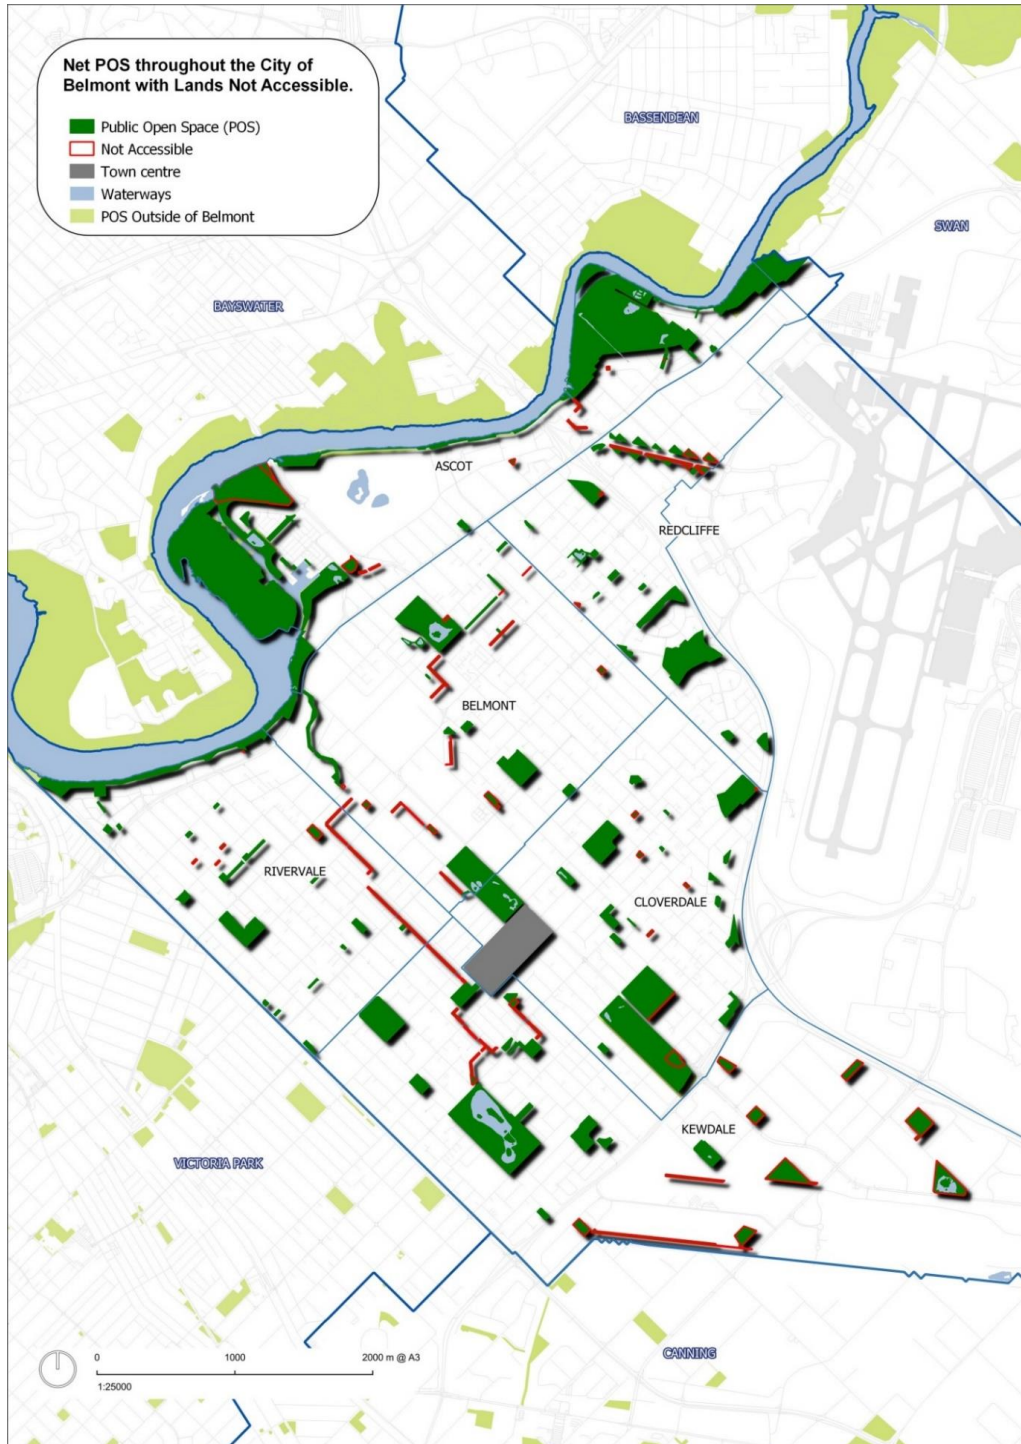 Net POS throughout the City of
Belmont with Lands Not Accessible.
Public Open Space (POS)
Not Accessible
Town centre
Waterways
POS Outside of Belmont
BASSENDEAN
SWAN
BAYSWATER
ASCOT
REDCLIFFE
BELMONT
RIVERVALE
CLOVERDALE
KEWDALE
VICTORIA PARK
CANNING
0 1000 2000 m @ A3
1:25000